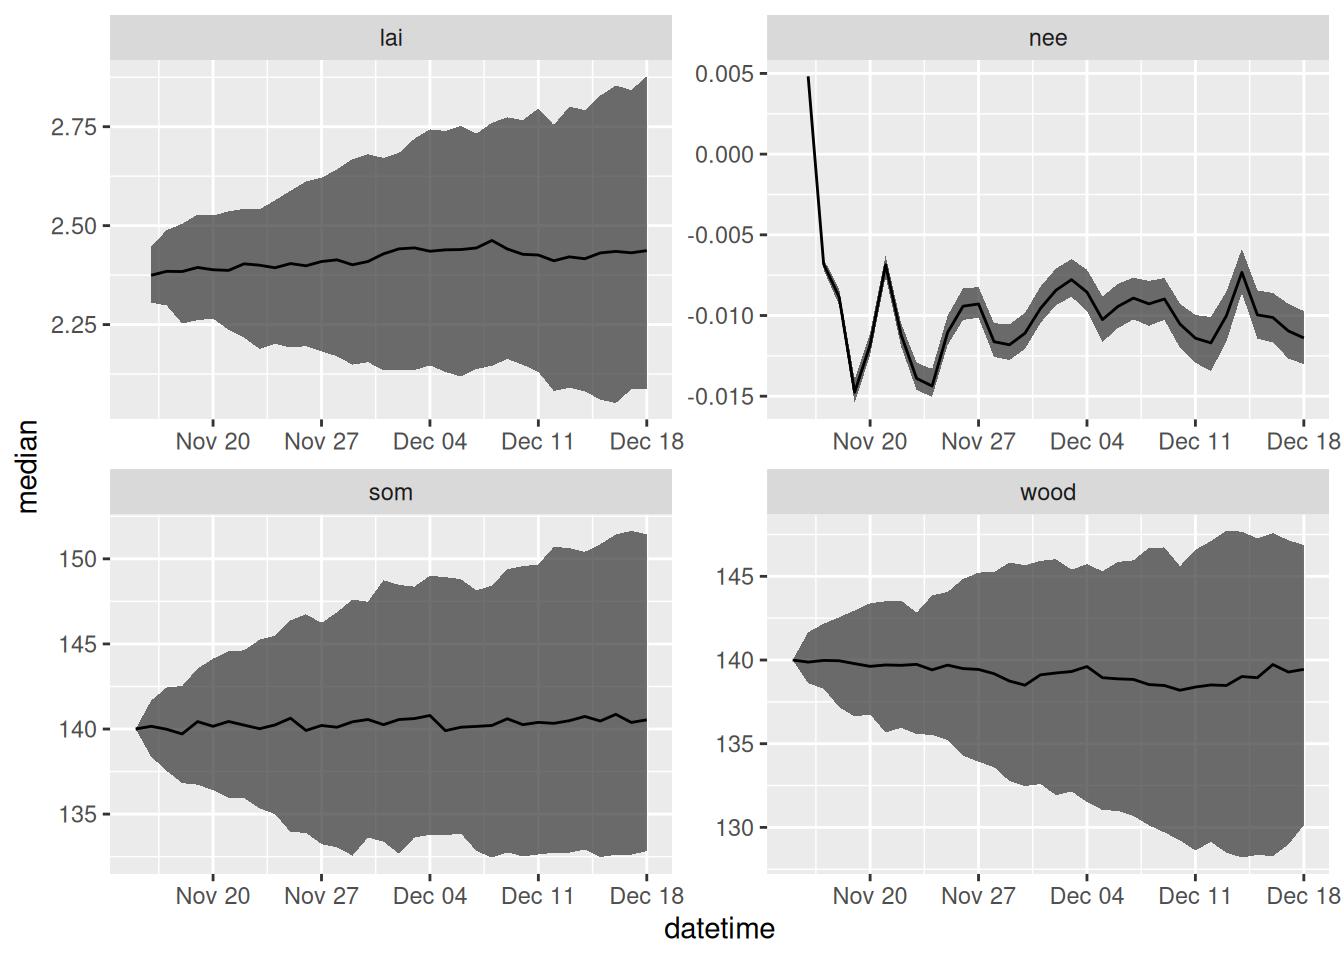 lai
nee
2.75
2.50
2.25
0.005
0.000
-0.005
-0.010
-0.015
Nov 20 Nov 27 Dec 04 Dec 11 Dec 18
Nov 20 Nov 27 Dec 04 Dec 11 Dec 18
median
som
wood
150
145
140
135
145
140
135
130
Nov 20 Nov 27 Dec 04 Dec 11 Dec 18
Nov 20 Nov 27 Dec 04 Dec 11 Dec 18
datetime